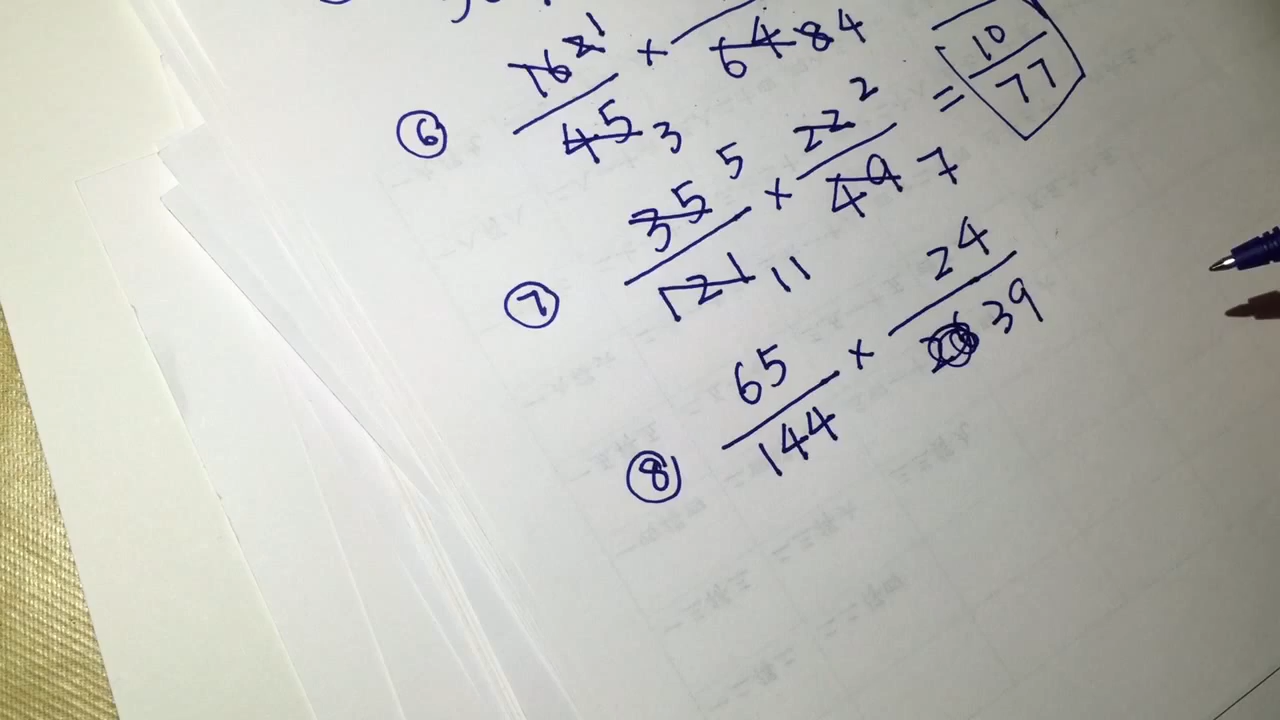 ⑥ 16 2 1 / 45 3 × / 64 8 4
⑦ 35 5 / 121 11 × 22 2 / 49 7 = 10 / 77
⑧ 65 / 144 × 24 / 39